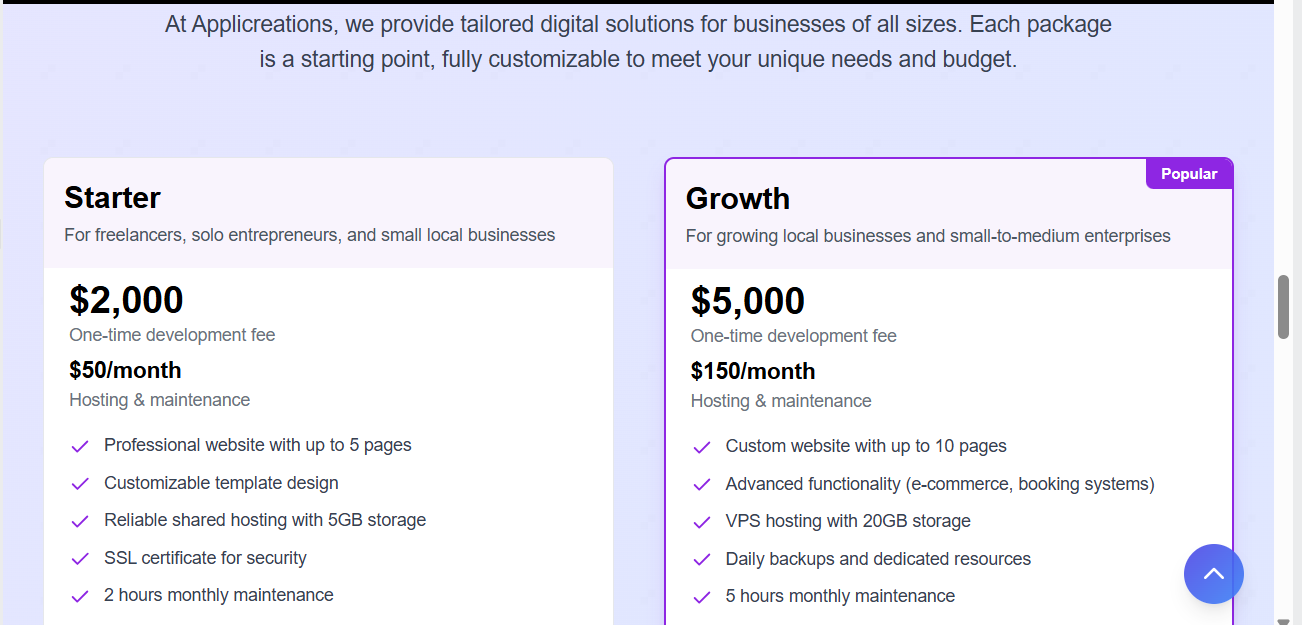 At Applicreations, we provide tailored digital solutions for businesses of all sizes. Each package
is a starting point, fully customizable to meet your unique needs and budget.
Starter
For freelancers, solo entrepreneurs, and small local businesses
$2,000
One-time development fee
$50/month
Hosting & maintenance
Professional website with up to 5 pages
Customizable template design
Reliable shared hosting with 5GB storage
SSL certificate for security
2 hours monthly maintenance
Popular
Growth
For growing local businesses and small-to-medium enterprises
$5,000
One-time development fee
$150/month
Hosting & maintenance
Custom website with up to 10 pages
Advanced functionality (e-commerce, booking systems)
VPS hosting with 20GB storage
Daily backups and dedicated resources
5 hours monthly maintenance